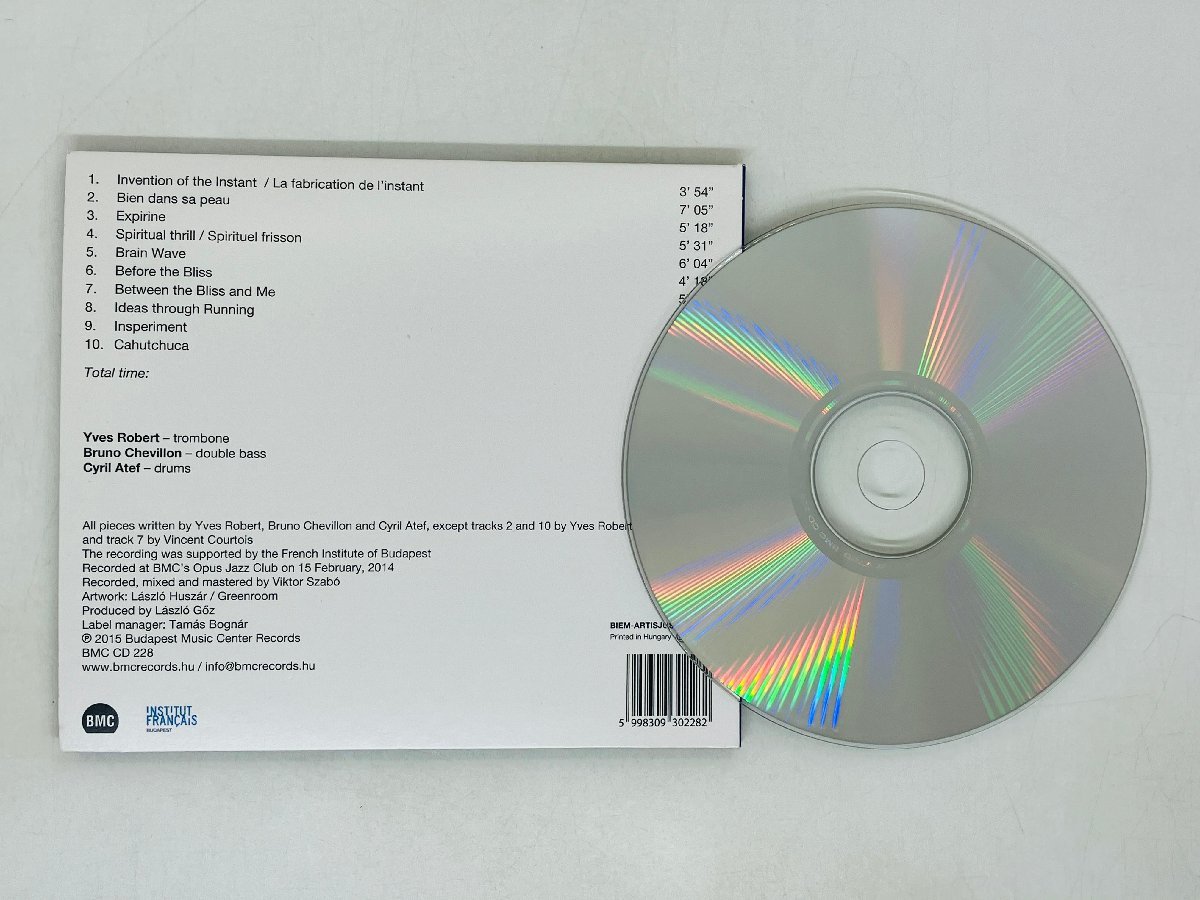 1. Invention of the Instant / La fabrication de l'instant 3' 54"
2. Bien dans sa peau 7' 05"
3. Expirine 5' 18"
4. Spiritual thrill / Spirituel frisson 5' 31"
5. Brain Wave 6' 04"
6. Before the Bliss 4' 18"
7. Between the Bliss and Me
8. Ideas through Running
9. Insperiment
10. Cahutchuca
Total time:
Yves Robert – trombone
Bruno Chevillon – double bass
Cyril Atef – drums
All pieces written by Yves Robert, Bruno Chevillon and Cyril Atef, except tracks 2 and 10 by Yves Robert
and track 7 by Vincent Courtois
The recording was supported by the French Institute of Budapest
Recorded at BMC's Opus Jazz Club on 15 February, 2014
Recorded, mixed and mastered by Viktor Szabó
Artwork: László Huszár / Greenroom
Produced by László Gőz
Label manager: Tamás Bognár
℗ 2015 Budapest Music Center Records
BMC CD 228
www.bmcrecords.hu / info@bmcrecords.hu
BMC
INSTITUT
FRANÇAIS
BUDAPEST
BIEM-ARTISJUS
Printed in Hungary
5 998309 302282
BMC CD